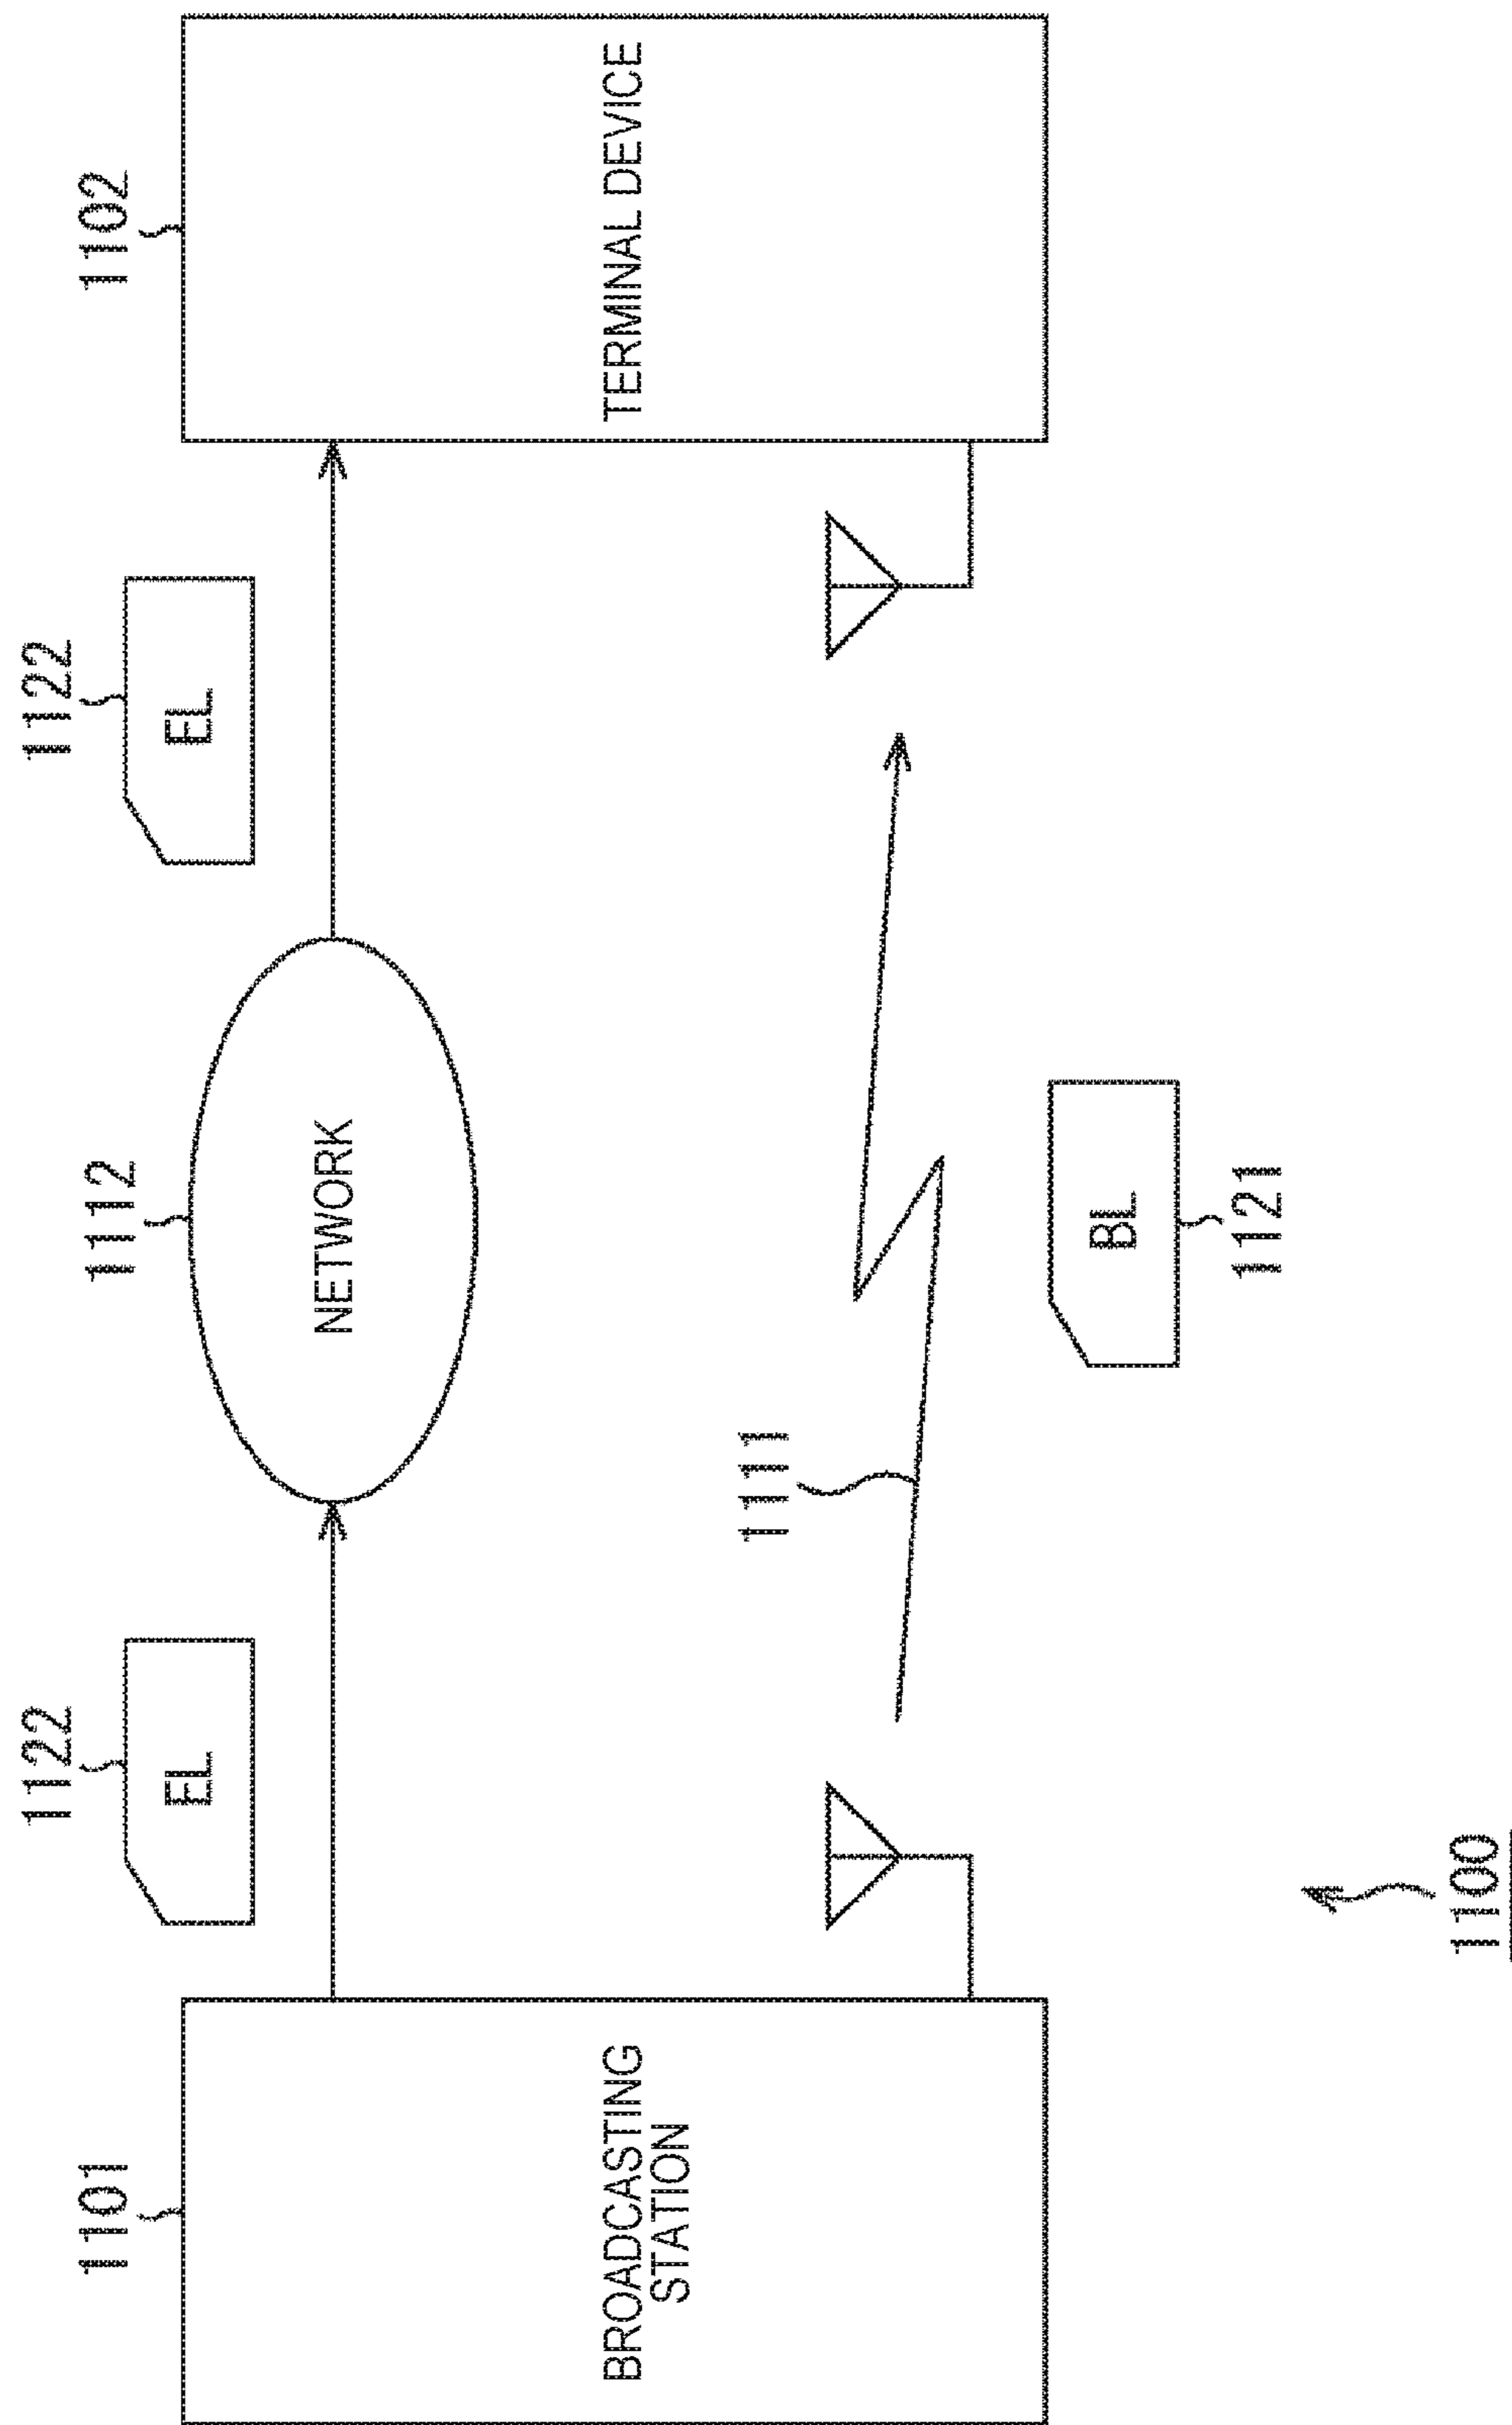 1122
1112
1122
1101
EL
EL
1102
NETWORK
BROADCASTING
STATION
TERMINAL DEVICE
1111
BL
1121
1100